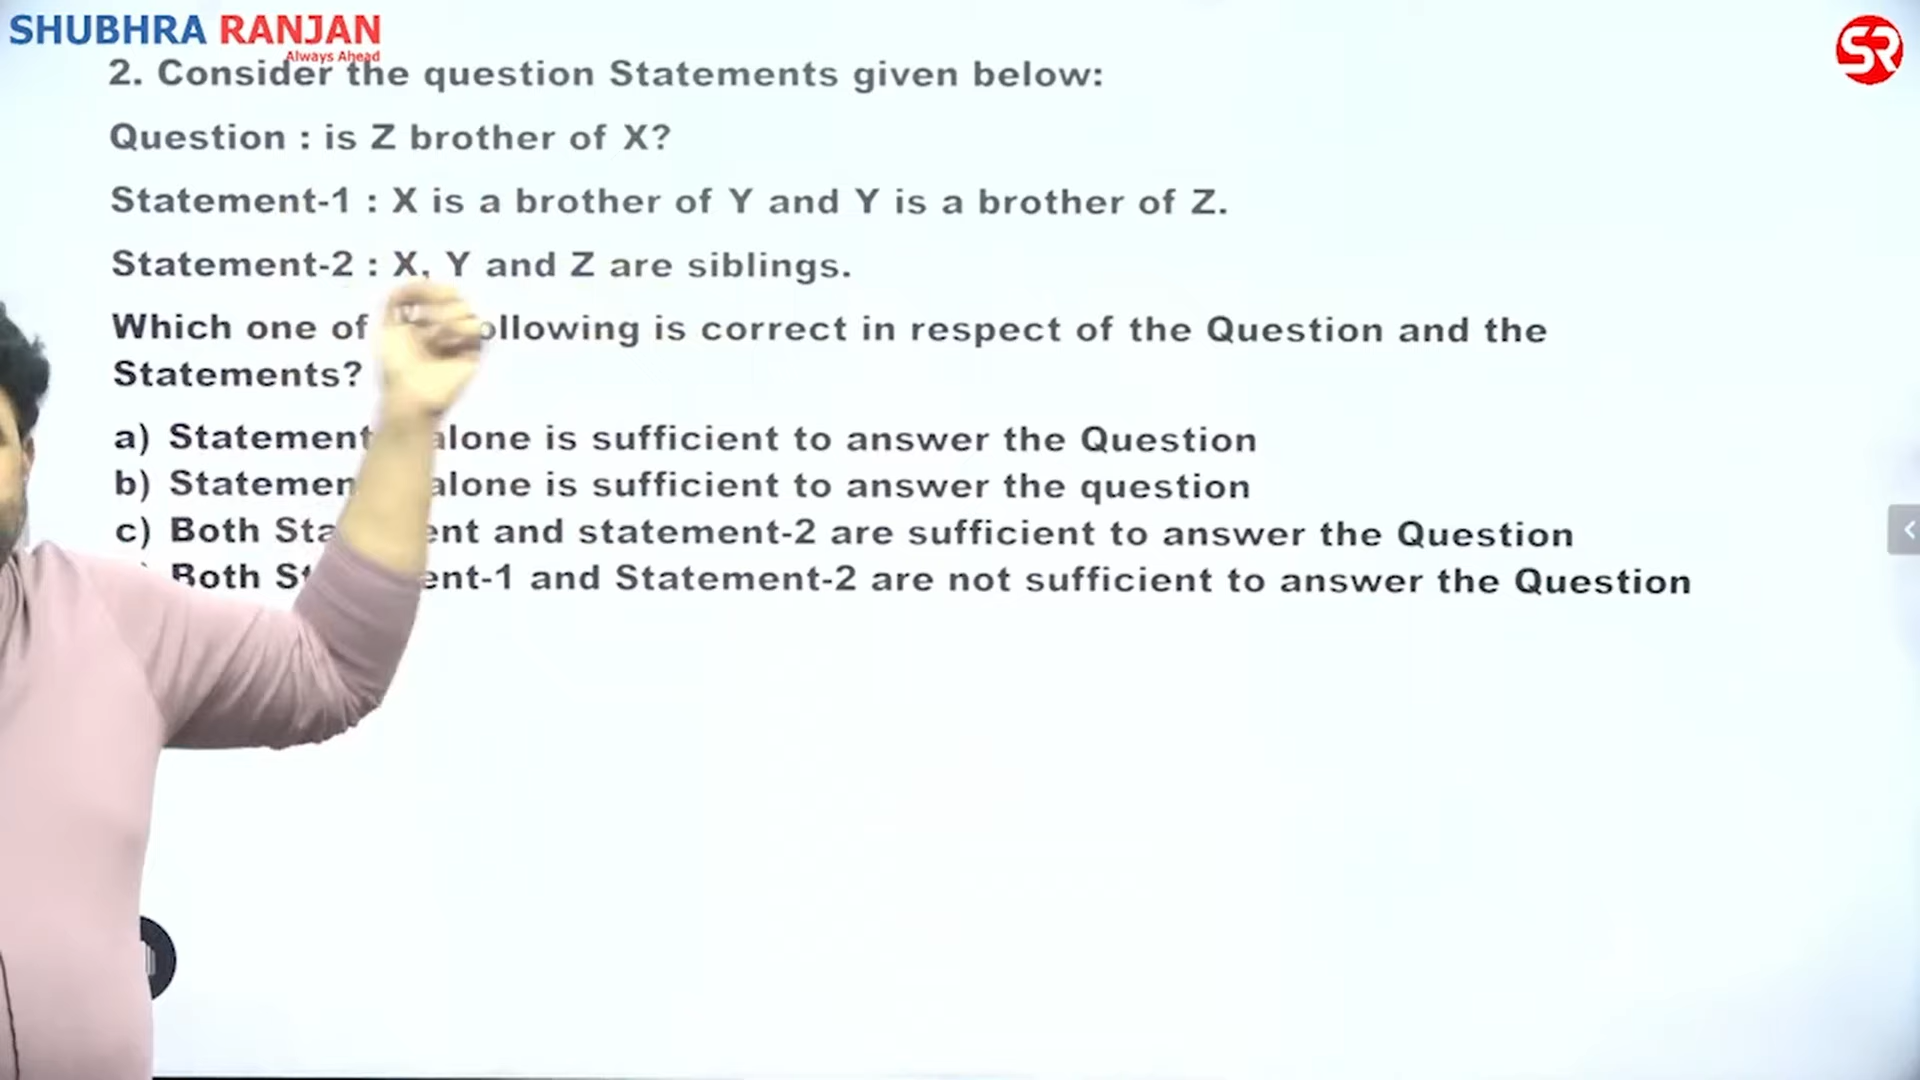 SHUBHRA RANJAN
Always Ahead
2. Consider the question Statements given below:
Question : is Z brother of X?
Statement-1 : X is a brother of Y and Y is a brother of Z.
Statement-2 : X, Y and Z are siblings.
Which one of ollowing is correct in respect of the Question and the
Statements?
a) Statement alone is sufficient to answer the Question
b) Statemen alone is sufficient to answer the question
c) Both Sta ent and statement-2 are sufficient to answer the Question
Both St ent-1 and Statement-2 are not sufficient to answer the Question
SR